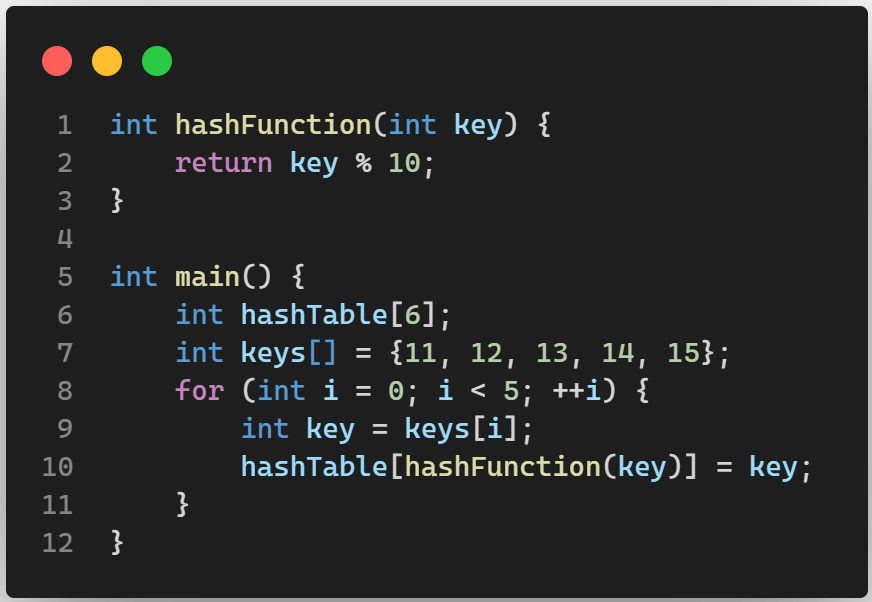 1 int hashFunction(int key) {
2     return key % 10;
3 }
4
5 int main() {
6     int hashTable[6];
7     int keys[] = {11, 12, 13, 14, 15};
8     for (int i = 0; i < 5; ++i) {
9         int key = keys[i];
10         hashTable[hashFunction(key)] = key;
11     }
12 }